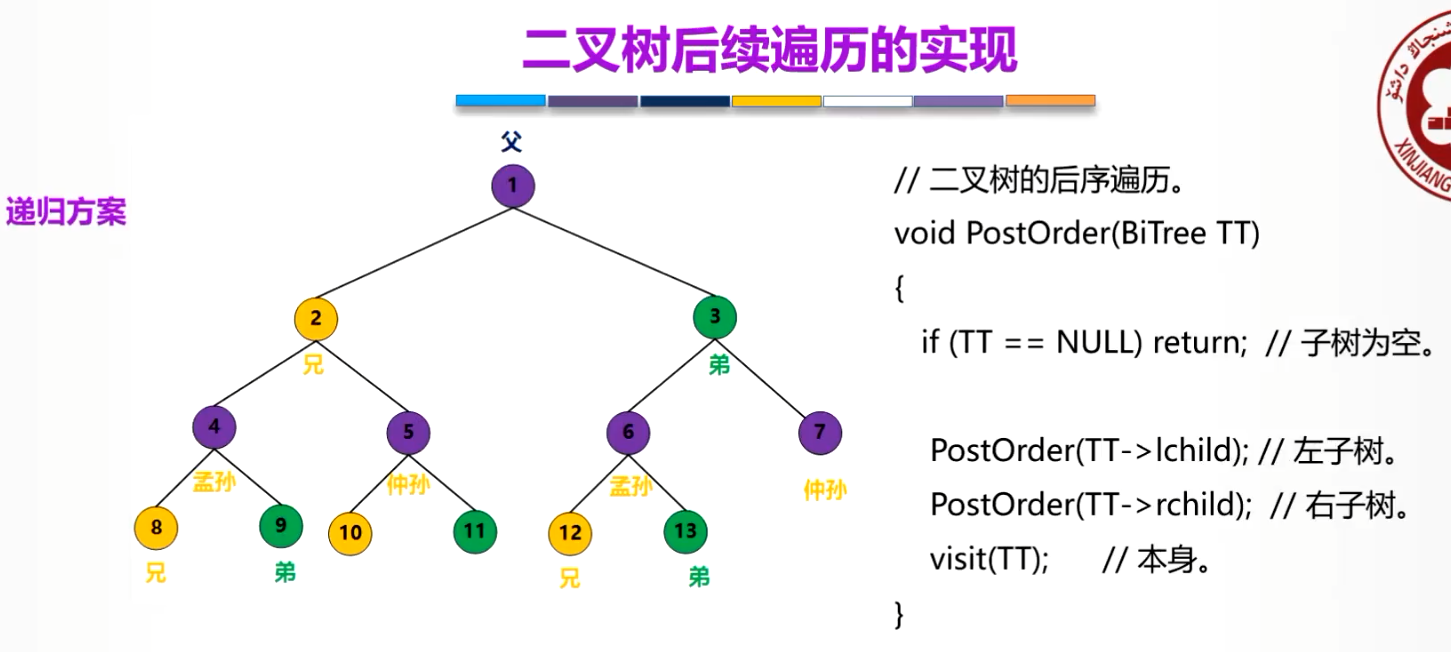 二叉树后续遍历的实现
递归方案
父
1
2
3
兄
弟
4
5
6
7
孟孙
仲孙
孟孙
仲孙
8
9
10
11
12
13
兄
弟
兄
弟
// 二叉树的后序遍历。
void PostOrder(BiTree TT)
{
if (TT == NULL) return; // 子树为空。
PostOrder(TT->lchild); // 左子树。
PostOrder(TT->rchild); // 右子树。
visit(TT); // 本身。
}
XINJIANG